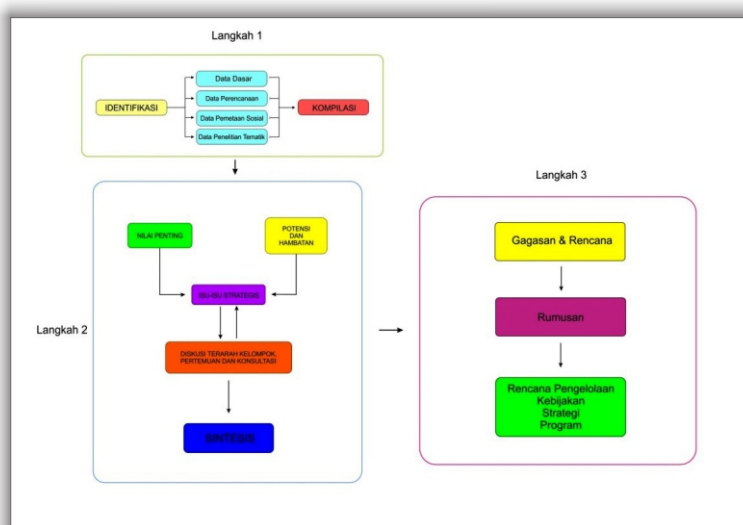 Langkah 1
IDENTIFIKASI
Data Dasar
Data Perencanaan
Data Pemetaan Sosial
Data Penelitian Tematik
KOMPILASI
Langkah 2
NILAI PENTING
POTENSI
DAN
HAMBATAN
ISU-ISU STRATEGIS
DISKUSI TERARAH KELOMPOK,
PERTEMUAN DAN KONSULTASI
SINTESIS
Langkah 3
Gagasan & Rencana
Rumusan
Rencana Pengelolaan
Kebijakan
Strategi
Program